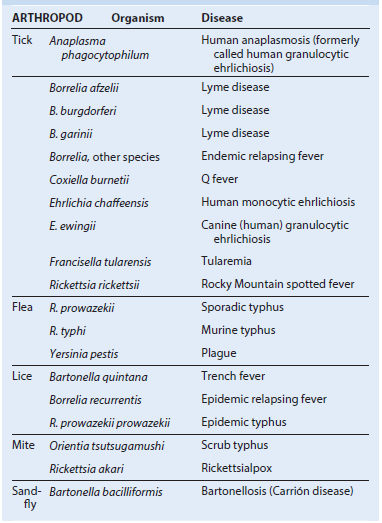 ARTHROPOD Organism Disease
Tick Anaplasma Human anaplasmosis (formerly
phagocytophilum called human granulocytic
ehrlichiosis)
Borrelia afzelii Lyme disease
B. burgdorferi Lyme disease
B. garinii Lyme disease
Borrelia, other species Endemic relapsing fever
Coxiella burnetii Q fever
Ehrlichia chaffeensis Human monocytic ehrlichiosis
E. ewingii Canine (human) granulocytic
ehrlichiosis
Francisella tularensis Tularemia
Rickettsia rickettsii Rocky Mountain spotted fever
Flea R. prowazekii Sporadic typhus
R. typhi Murine typhus
Yersinia pestis Plague
Lice Bartonella quintana Trench fever
Borrelia recurrentis Epidemic relapsing fever
R. prowazekii prowazekii Epidemic typhus
Mite Orientia tsutsugamushi Scrub typhus
Rickettsia akari Rickettsialpox
Sand- Bartonella bacilliformis Bartonellosis (Carrión disease)
fly